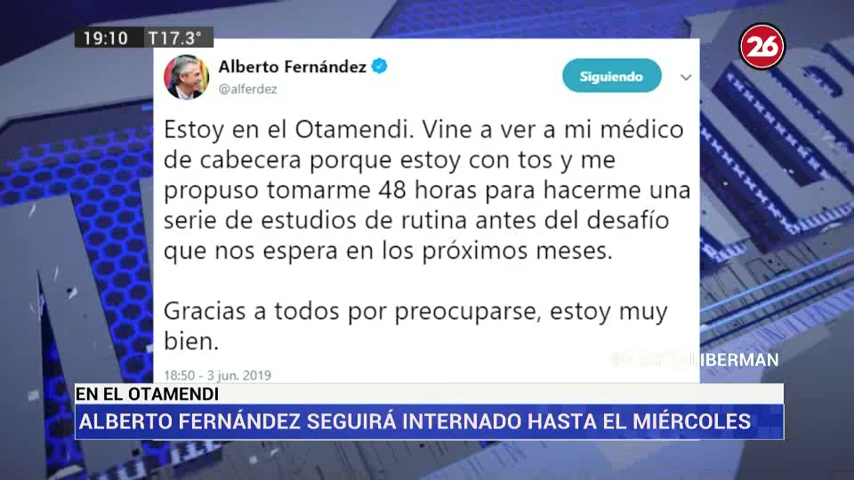 19:10 T17.3°
26
Alberto Fernández
@alferdez
Siguiendo
Estoy en el Otamendi. Vine a ver a mi médico
de cabecera porque estoy con tos y me
propuso tomarme 48 horas para hacerme una
serie de estudios de rutina antes del desafío
que nos espera en los próximos meses.
Gracias a todos por preocuparse, estoy muy
bien.
18:50 - 3 jun. 2019
LIBERMAN
EN EL OTAMENDI
ALBERTO FERNÁNDEZ SEGUIRÁ INTERNADO HASTA EL MIÉRCOLES